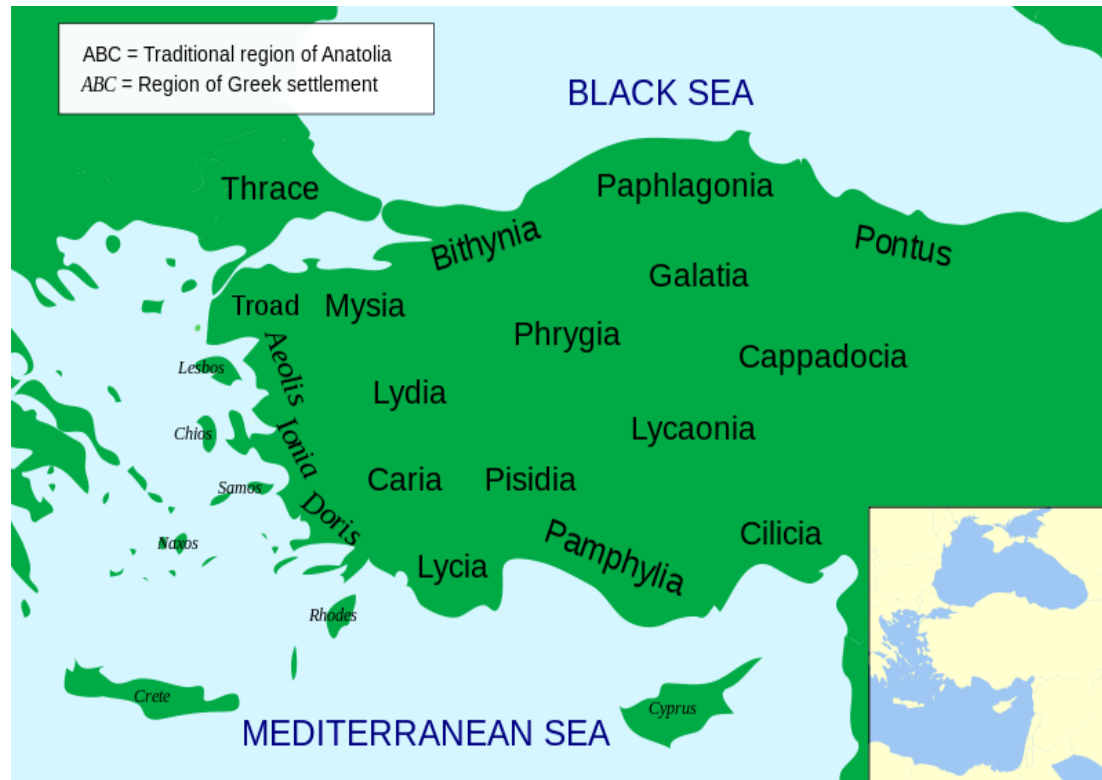 ABC = Traditional region of Anatolia
ABC = Region of Greek settlement
BLACK SEA
Thrace
Paphlagonia
Bithynia
Pontus
Galatia
Troad
Mysia
Phrygia
Cappadocia
Aeolis
Lesbos
Lydia
Lycaonia
Chios
Ionia
Caria
Pisidia
Samos
Doris
Naxos
Lycia
Pamphylia
Cilicia
Rhodes
Crete
Cyprus
MEDITERRANEAN SEA